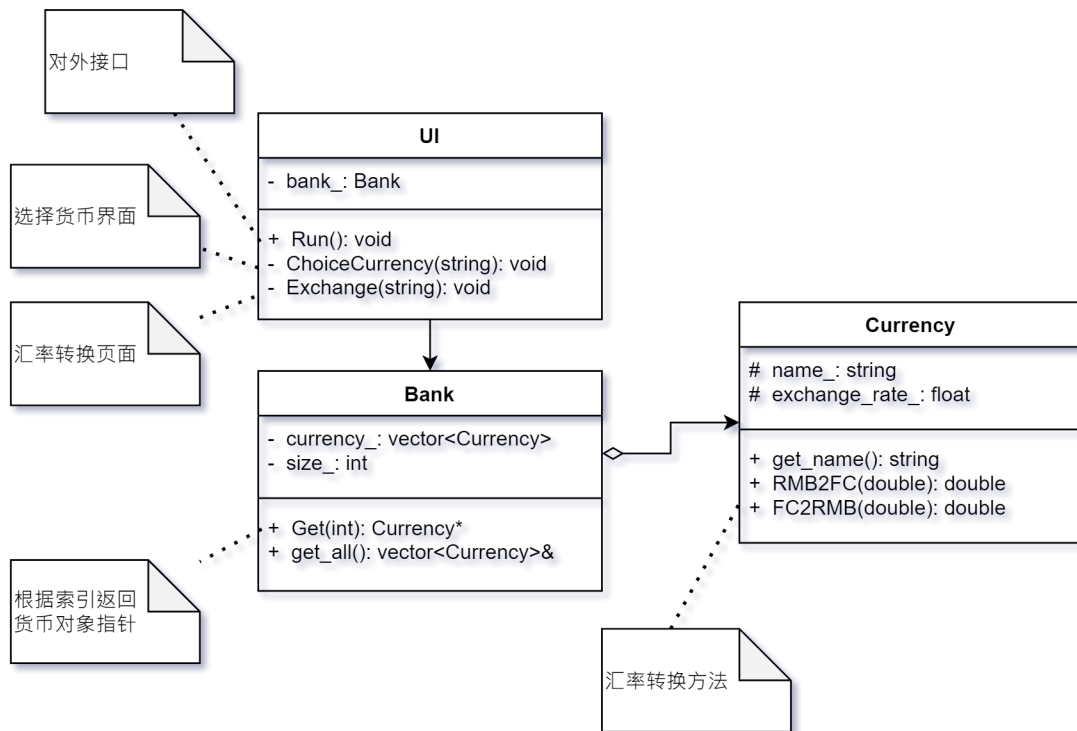 对外接口
UI
- bank_: Bank
选择货币界面
+ Run(): void
- ChoiceCurrency(string): void
- Exchange(string): void
汇率转换页面
Bank
- currency_: vector<Currency>
- size_: int
+ Get(int): Currency*
+ get_all(): vector<Currency>&
根据索引返回
货币对象指针
Currency
# name_: string
# exchange_rate_: float
+ get_name(): string
+ RMB2FC(double): double
+ FC2RMB(double): double
汇率转换方法